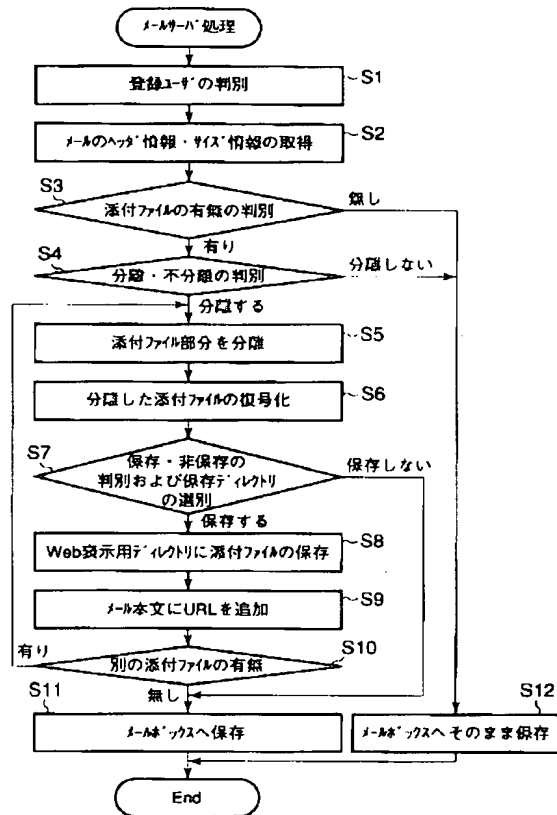 メールサーバ処理
登録ユーザの判別
S1
メールのヘッダ情報・サイズ情報の取得
S2
S3
添付ファイルの有無の判別
無し
有り
S4
分離・不分離の判別
分離しない
分離する
添付ファイル部分を分離
S5
分離した添付ファイルの復号化
S6
S7
保存・非保存の
判別および保存ディレクトリ
の選別
保存しない
保存する
Web表示用ディレクトリに添付ファイルの保存
S8
メール本文にURLを追加
S9
有り
別の添付ファイルの有無
S10
無し
S11
メールボックスへ保存
S12
メールボックスへそのまま保存
End